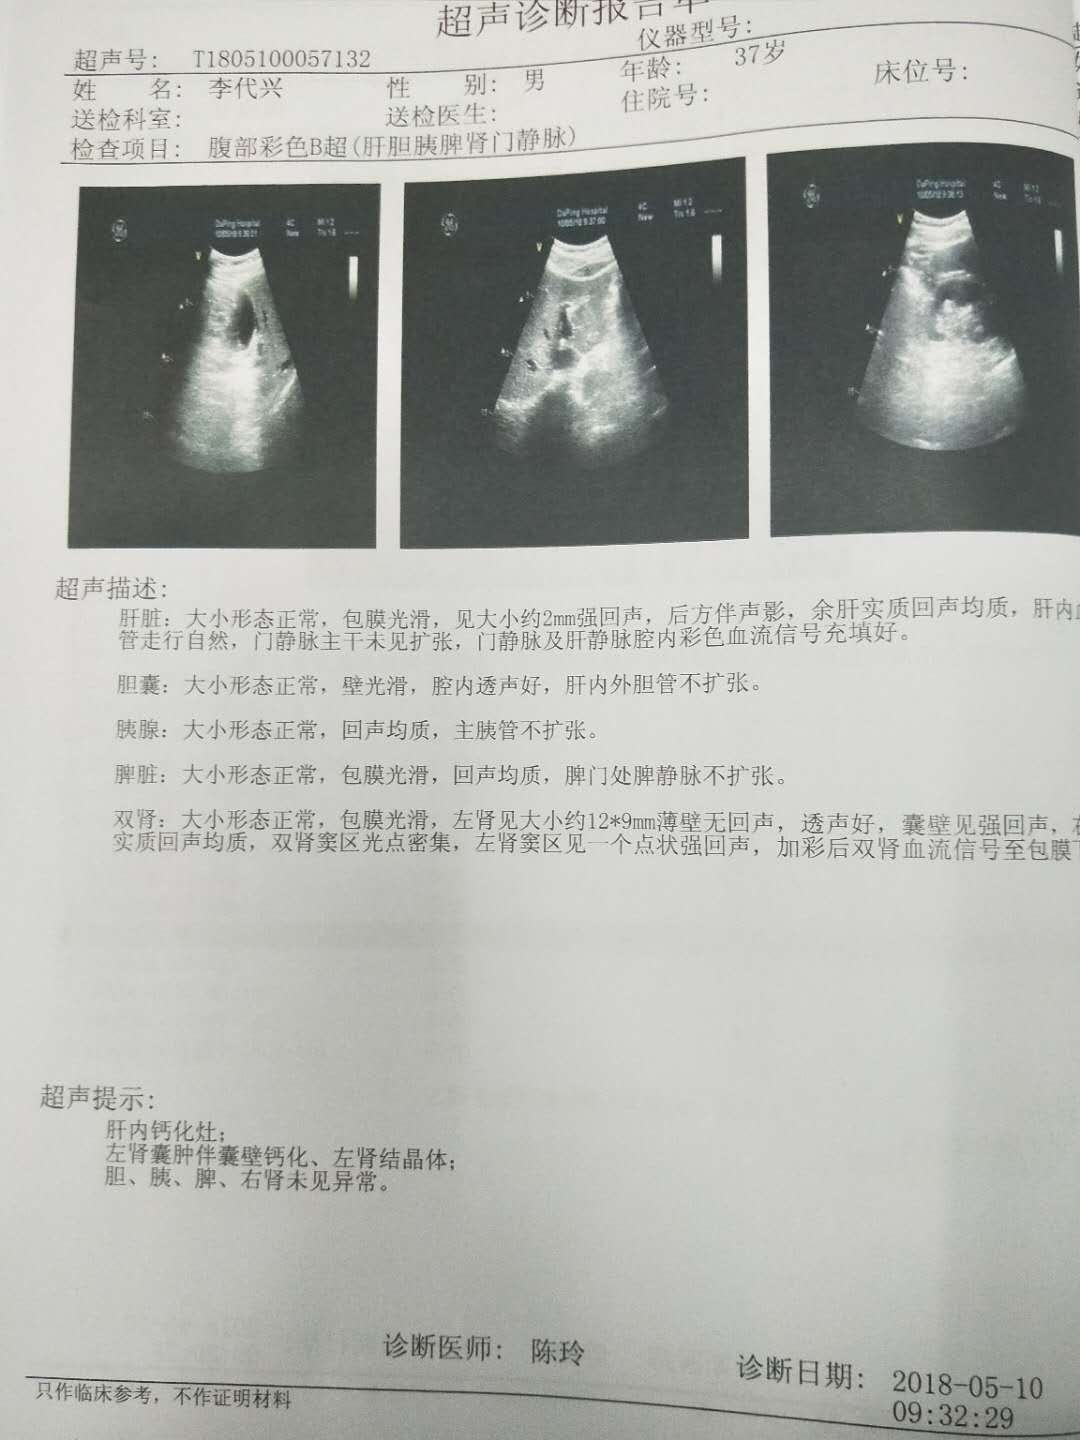 超声诊断报告单
仪器型号:
超声号: T1805100057132
姓 名: 李代兴 性 别: 男 年龄: 37岁 床位号:
送检科室: 送检医生: 住院号:
检查项目: 腹部彩色B超(肝胆胰脾肾门静脉)
DaPing Hospital
4C
New
DaPing Hospital
4C
New
DaPing Hospital
4C
New
超声描述:
肝脏: 大小形态正常, 包膜光滑, 见大小约2mm强回声, 后方伴声影, 余肝实质回声均质, 肝内
管走行自然, 门静脉主干未见扩张, 门静脉及肝静脉腔内彩色血流信号充填好。
胆囊: 大小形态正常, 壁光滑, 腔内透声好, 肝内外胆管不扩张。
胰腺: 大小形态正常, 回声均质, 主胰管不扩张。
脾脏: 大小形态正常, 包膜光滑, 回声均质, 脾门处脾静脉不扩张。
双肾: 大小形态正常, 包膜光滑, 左肾见大小约12*9mm薄壁无回声, 透声好, 囊壁见强回声,
实质回声均质, 双肾窦区光点密集, 左肾窦区见一个点状强回声, 加彩后双肾血流信号至包膜
超声提示:
肝内钙化灶;
左肾囊肿伴囊壁钙化、左肾结晶体;
胆、胰、脾、右肾未见异常。
诊断医师: 陈玲
诊断日期: 2018-05-10
09:32:29
只作临床参考, 不作证明材料